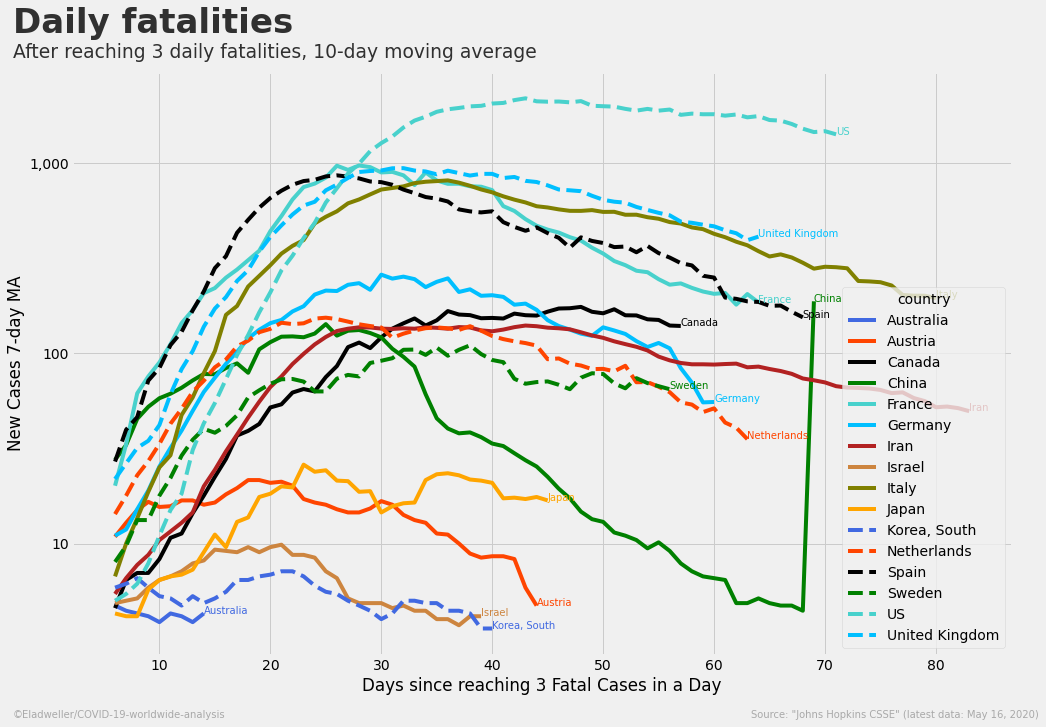 Daily fatalities
After reaching 3 daily fatalities, 10-day moving average
New Cases 7-day MA
1,000
100
10
US
United Kingdom
France
China
Spain
Italy
Canada
Sweden
Germany
Iran
Netherlands
Japan
Austria
Australia
Israel
Korea, South
country
Australia
Austria
Canada
China
France
Germany
Iran
Israel
Italy
Japan
Korea, South
Netherlands
Spain
Sweden
US
United Kingdom
10 20 30 40 50 60 70 80
Days since reaching 3 Fatal Cases in a Day
©Eladweller/COVID-19-worldwide-analysis
Source: "Johns Hopkins CSSE" (latest data: May 16, 2020)